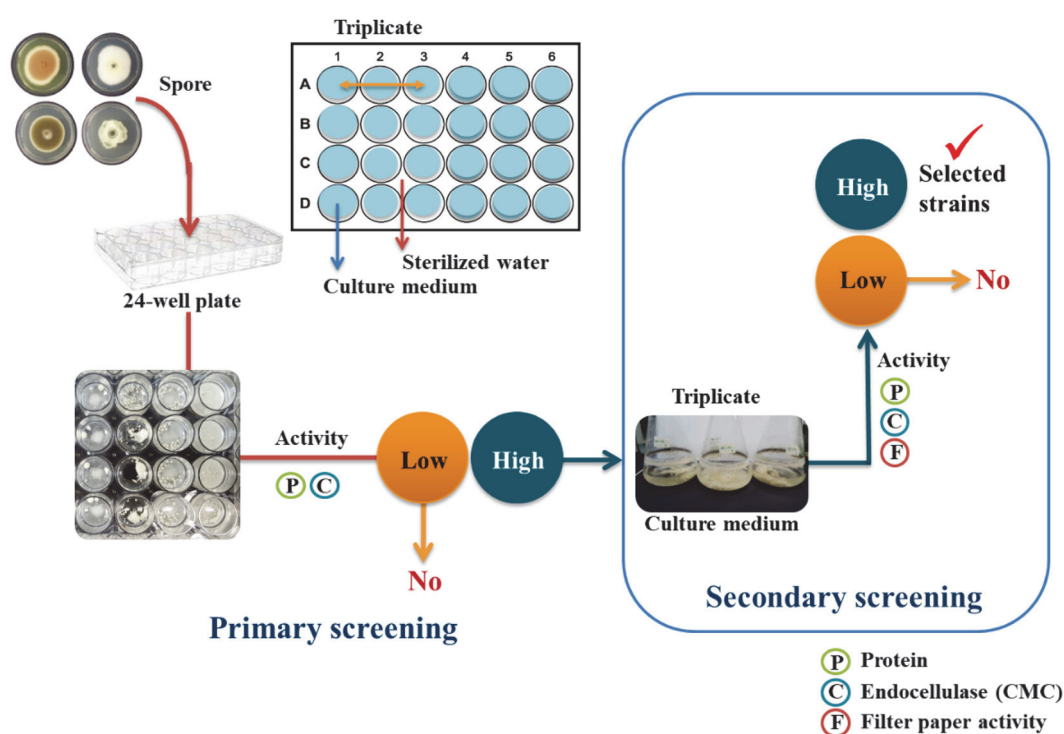 Triplicate
Spore
1 2 3 4 5 6
A
B
C
D
Sterilized water
Culture medium
24-well plate
Activity
P C
Low
High
No
Primary screening
Triplicate
Culture medium
Activity
P
C
F
High
Selected
strains
Low
No
Secondary screening
P Protein
C Endocellulase (CMC)
F Filter paper activity